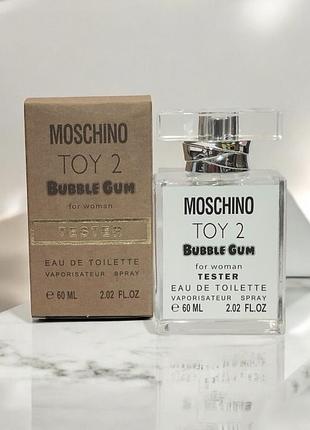 MOSCHINO
TOY 2
BUBBLE GUM
for woman
TESTER
EAU DE TOILETTE
VAPORISATEUR SPRAY
℮ 60 ML 2.02 FL.OZ
MOSCHINO
TOY 2
BUBBLE GUM
for woman
TESTER
EAU DE TOILETTE
VAPORISATEUR SPRAY
℮ 60 ML 2.02 FL.OZ